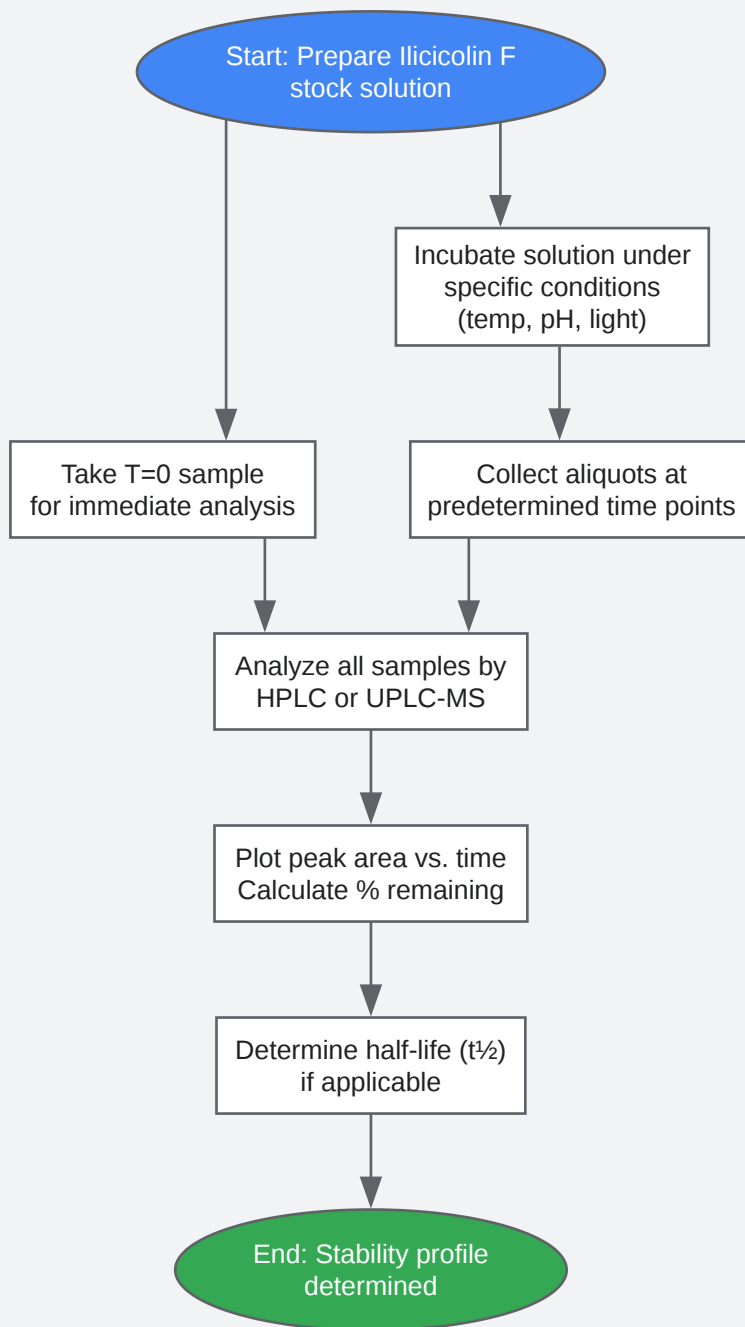 Start: Prepare Ilicicolin F
stock solution
Incubate solution under
specific conditions
(temp, pH, light)
Take T=0 sample
for immediate analysis
Collect aliquots at
predetermined time points
Analyze all samples by
HPLC or UPLC-MS
Plot peak area vs. time
Calculate % remaining
Determine half-life (t½)
if applicable
End: Stability profile
determined